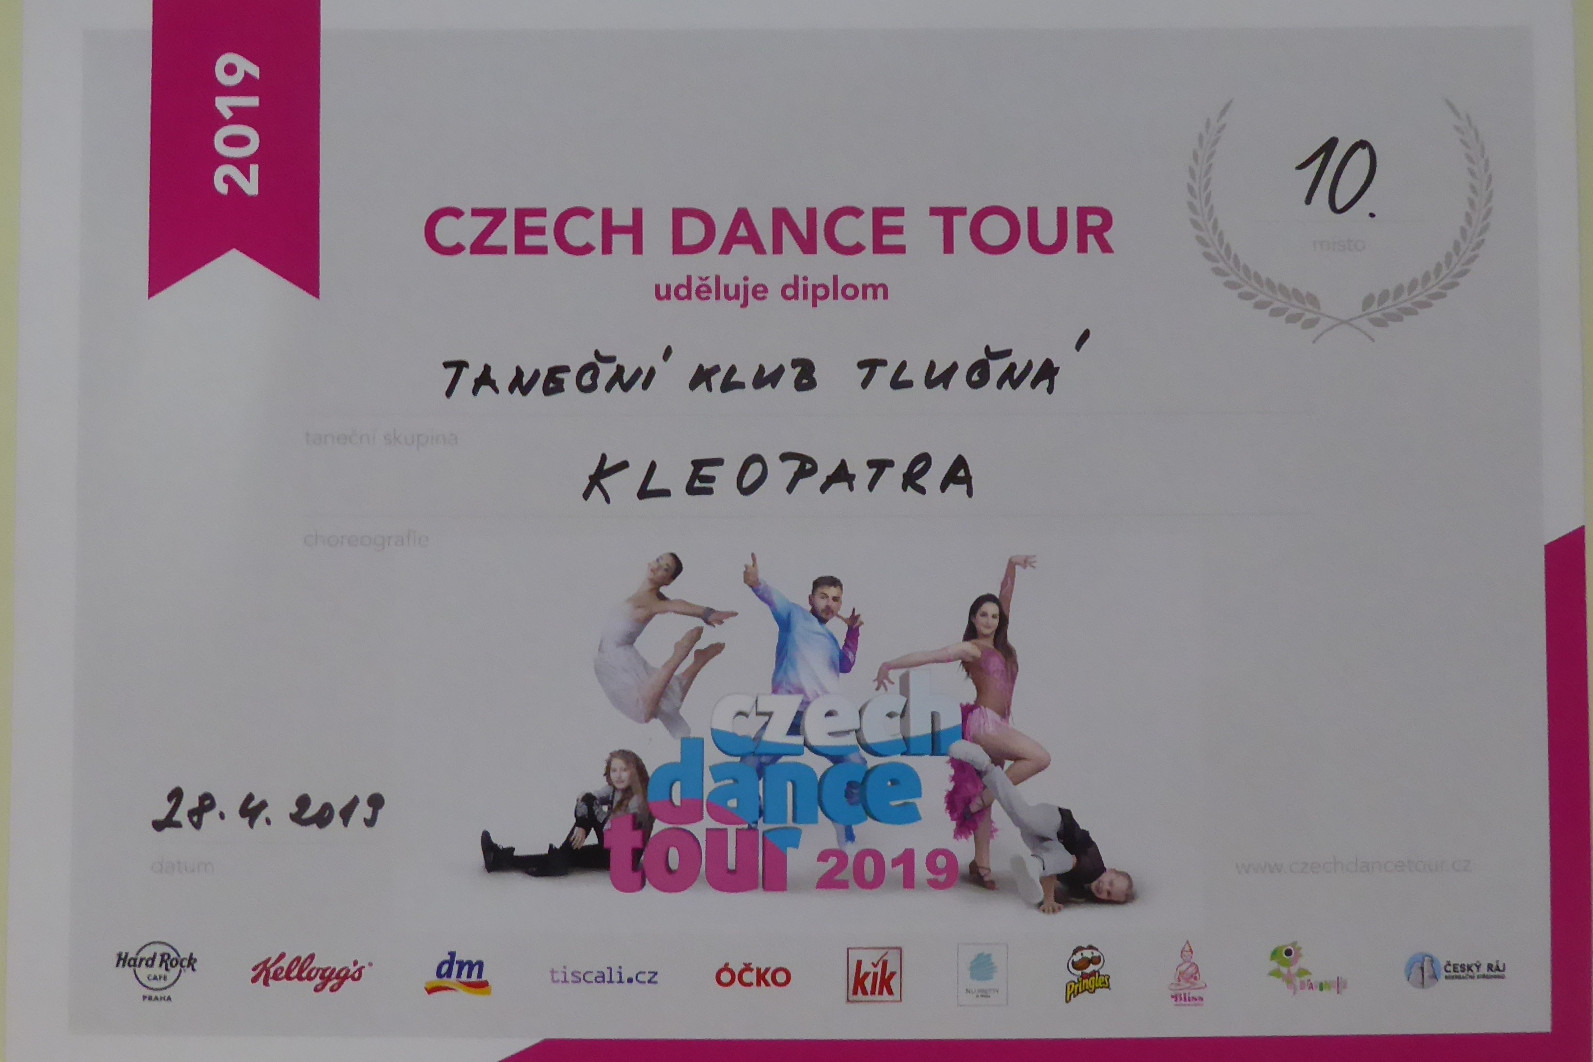 2019
10.
místo
CZECH DANCE TOUR
uděluje diplom
TANEČNÍ KLUB TLUČNÁ
taneční skupina
KLEOPATRA
choreografie
czech
dance
tour 2019
28.4.2019
datum
www.czechdancetour.cz
Hard Rock
CAFE
PRAHA
Kellogg's
dm
tiscali.cz
ÓČKO
kik
Pringles
Bliss
ČESKÝ RÁJ